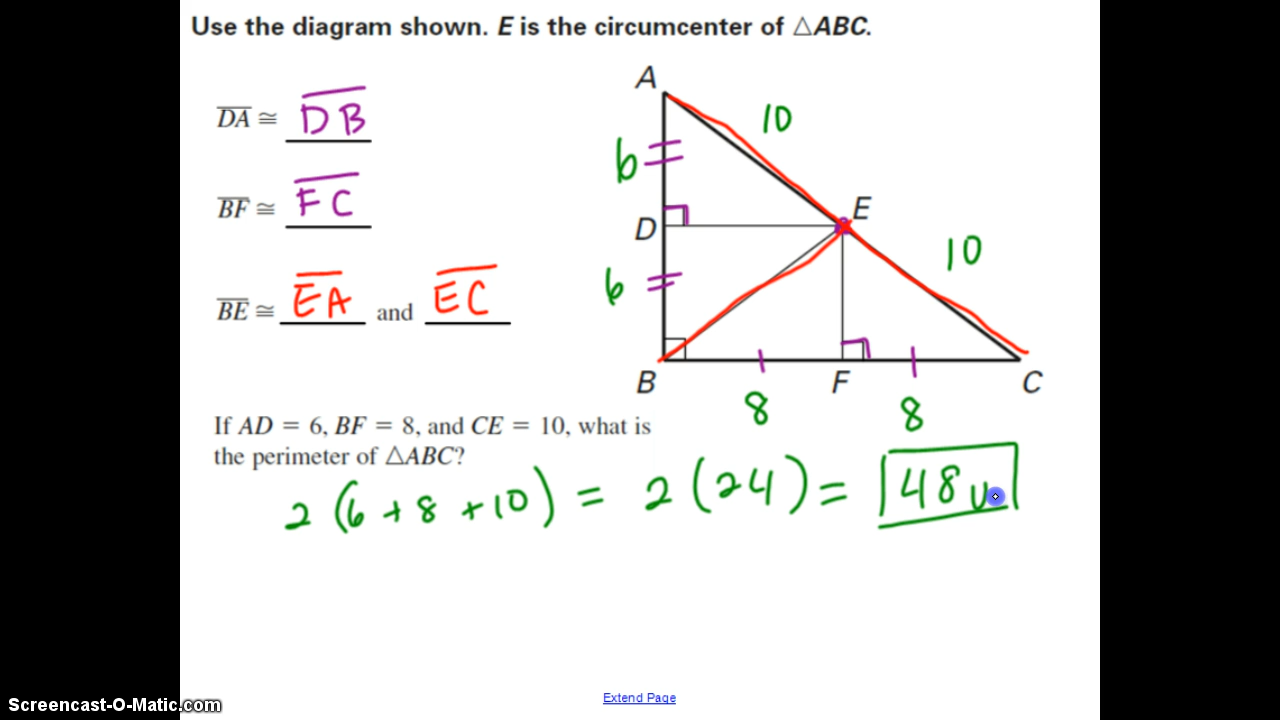 Use the diagram shown. E is the circumcenter of △ABC.
A
10
DA ≅ DB
6
BF ≅ FC
D
E
10
6
BE ≅ EA and EC
B
F
C
8
8
If AD = 6, BF = 8, and CE = 10, what is
the perimeter of △ABC?
2 (6 + 8 + 10) = 2 (24) = 48 u
Extend Page
Screencast-O-Matic.com